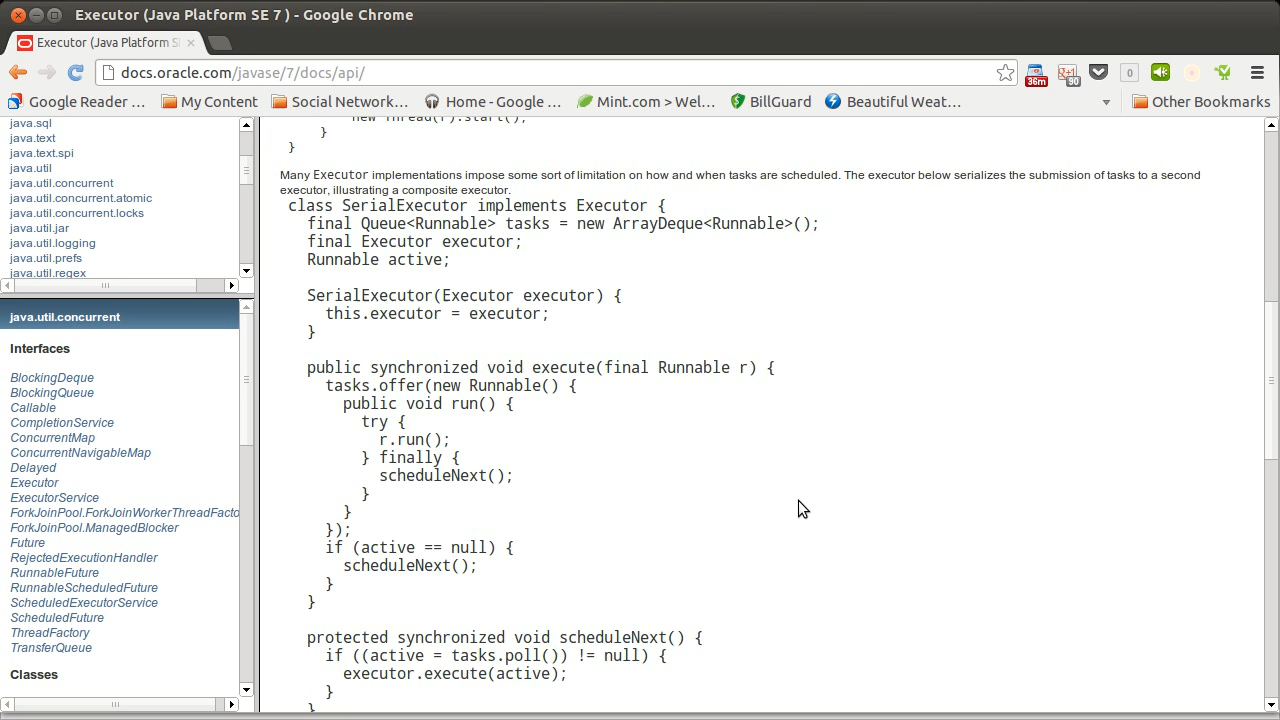 Executor (Java Platform SE 7 ) - Google Chrome
Executor (Java Platform S
docs.oracle.com/javase/7/docs/api/
36m
90
0
Google Reader ...
My Content
Social Network...
Home - Google ...
Mint.com > Wel...
BillGuard
Beautiful Weat...
Other Bookmarks
java.sql
java.text
java.text.spi
java.util
java.util.concurrent
java.util.concurrent.atomic
java.util.concurrent.locks
java.util.jar
java.util.logging
java.util.prefs
java.util.regex
java.util.concurrent
Interfaces
BlockingDeque
BlockingQueue
Callable
CompletionService
ConcurrentMap
ConcurrentNavigableMap
Delayed
Executor
ExecutorService
ForkJoinPool.ForkJoinWorkerThreadFacto
ForkJoinPool.ManagedBlocker
Future
RejectedExecutionHandler
RunnableFuture
RunnableScheduledFuture
ScheduledExecutorService
ScheduledFuture
ThreadFactory
TransferQueue
Classes
new Thread(r).start();
}
}
Many Executor implementations impose some sort of limitation on how and when tasks are scheduled. The executor below serializes the submission of tasks to a second
executor, illustrating a composite executor.
class SerialExecutor implements Executor {
final Queue<Runnable> tasks = new ArrayDeque<Runnable>();
final Executor executor;
Runnable active;
SerialExecutor(Executor executor) {
this.executor = executor;
}
public synchronized void execute(final Runnable r) {
tasks.offer(new Runnable() {
public void run() {
try {
r.run();
} finally {
scheduleNext();
}
}
});
if (active == null) {
scheduleNext();
}
}
protected synchronized void scheduleNext() {
if ((active = tasks.poll()) != null) {
executor.execute(active);
}
}